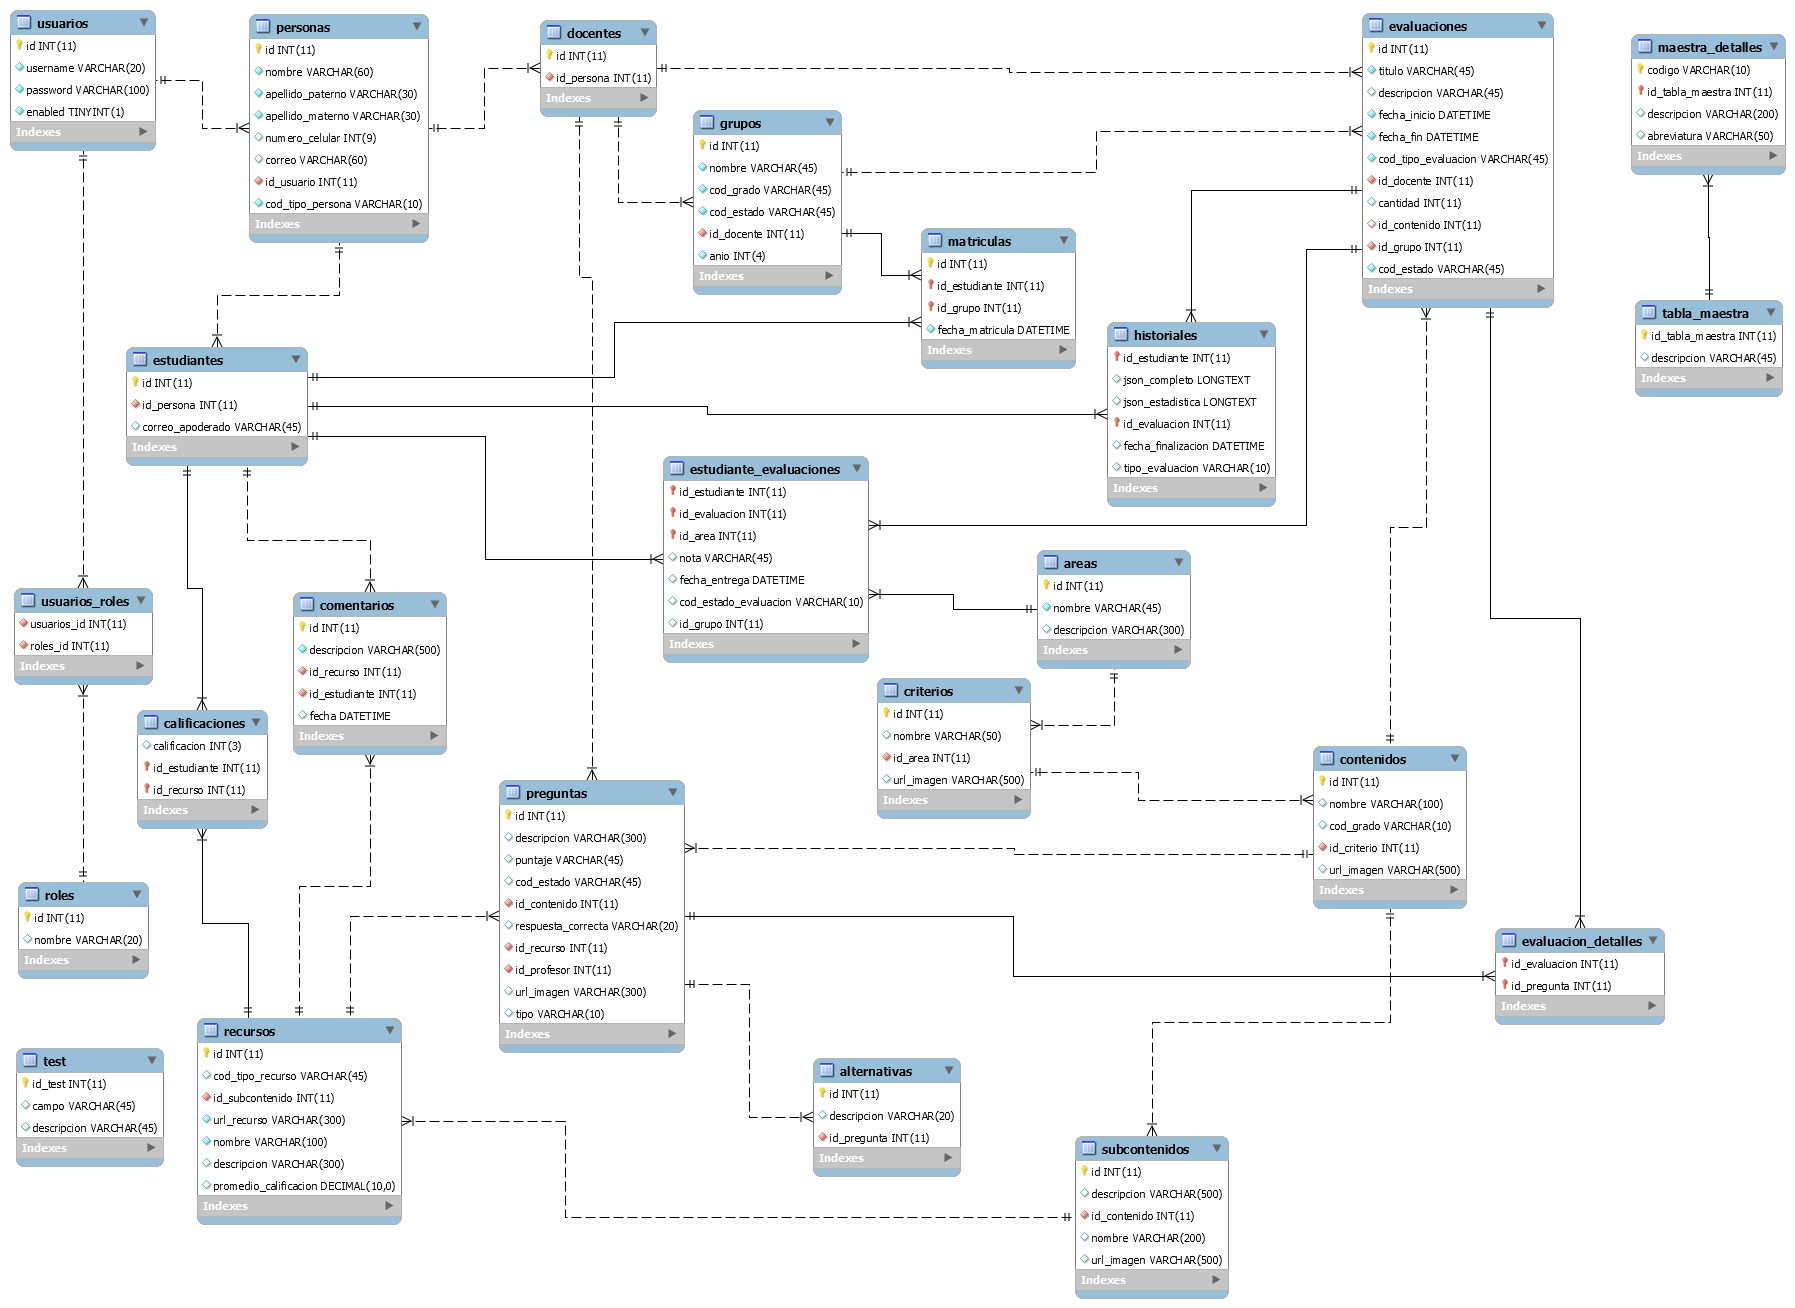 usuarios
id INT(11)
username VARCHAR(20)
password VARCHAR(100)
enabled TINYINT(1)
Indexes
personas
id INT(11)
nombre VARCHAR(60)
apellido_paterno VARCHAR(30)
apellido_materno VARCHAR(30)
numero_celular INT(9)
correo VARCHAR(60)
id_usuario INT(11)
cod_tipo_persona VARCHAR(10)
Indexes
docentes
id INT(11)
id_persona INT(11)
Indexes
grupos
id INT(11)
nombre VARCHAR(45)
cod_grado VARCHAR(45)
cod_estado VARCHAR(45)
id_docente INT(11)
anio INT(4)
Indexes
matriculas
id INT(11)
id_estudiante INT(11)
id_grupo INT(11)
fecha_matricula DATETIME
Indexes
evaluaciones
id INT(11)
titulo VARCHAR(45)
descripcion VARCHAR(45)
fecha_inicio DATETIME
fecha_fin DATETIME
cod_tipo_evaluacion VARCHAR(45)
id_docente INT(11)
cantidad INT(11)
id_contenido INT(11)
id_grupo INT(11)
cod_estado VARCHAR(45)
Indexes
maestra_detalles
codigo VARCHAR(10)
id_tabla_maestra INT(11)
descripcion VARCHAR(200)
abreviatura VARCHAR(50)
Indexes
tabla_maestra
id_tabla_maestra INT(11)
descripcion VARCHAR(45)
Indexes
historiales
id_estudiante INT(11)
json_completo LONGTEXT
json_estadistica LONGTEXT
id_evaluacion INT(11)
fecha_finalizacion DATETIME
tipo_evaluacion VARCHAR(10)
Indexes
estudiantes
id INT(11)
id_persona INT(11)
correo_apoderado VARCHAR(45)
Indexes
estudiante_evaluaciones
id_estudiante INT(11)
id_evaluacion INT(11)
id_area INT(11)
nota VARCHAR(45)
fecha_entrega DATETIME
cod_estado_evaluacion VARCHAR(10)
id_grupo INT(11)
Indexes
areas
id INT(11)
nombre VARCHAR(45)
descripcion VARCHAR(300)
Indexes
usuarios_roles
usuarios_id INT(11)
roles_id INT(11)
Indexes
comentarios
id INT(11)
descripcion VARCHAR(500)
id_recurso INT(11)
id_estudiante INT(11)
fecha DATETIME
Indexes
criterios
id INT(11)
nombre VARCHAR(50)
id_area INT(11)
url_imagen VARCHAR(500)
Indexes
calificaciones
calificacion INT(3)
id_estudiante INT(11)
id_recurso INT(11)
Indexes
contenidos
id INT(11)
nombre VARCHAR(100)
cod_grado VARCHAR(10)
id_criterio INT(11)
url_imagen VARCHAR(500)
Indexes
preguntas
id INT(11)
descripcion VARCHAR(300)
puntaje VARCHAR(45)
cod_estado VARCHAR(45)
id_contenido INT(11)
respuesta_correcta VARCHAR(20)
id_recurso INT(11)
id_profesor INT(11)
url_imagen VARCHAR(300)
tipo VARCHAR(10)
Indexes
roles
id INT(11)
nombre VARCHAR(20)
Indexes
evaluacion_detalles
id_evaluacion INT(11)
id_pregunta INT(11)
Indexes
recursos
id INT(11)
cod_tipo_recurso VARCHAR(45)
id_subcontenido INT(11)
url_recurso VARCHAR(300)
nombre VARCHAR(100)
descripcion VARCHAR(300)
promedio_calificacion DECIMAL(10,0)
Indexes
test
id_test INT(11)
campo VARCHAR(45)
descripcion VARCHAR(45)
Indexes
alternativas
id INT(11)
descripcion VARCHAR(20)
id_pregunta INT(11)
Indexes
subcontenidos
id INT(11)
descripcion VARCHAR(500)
id_contenido INT(11)
nombre VARCHAR(200)
url_imagen VARCHAR(500)
Indexes